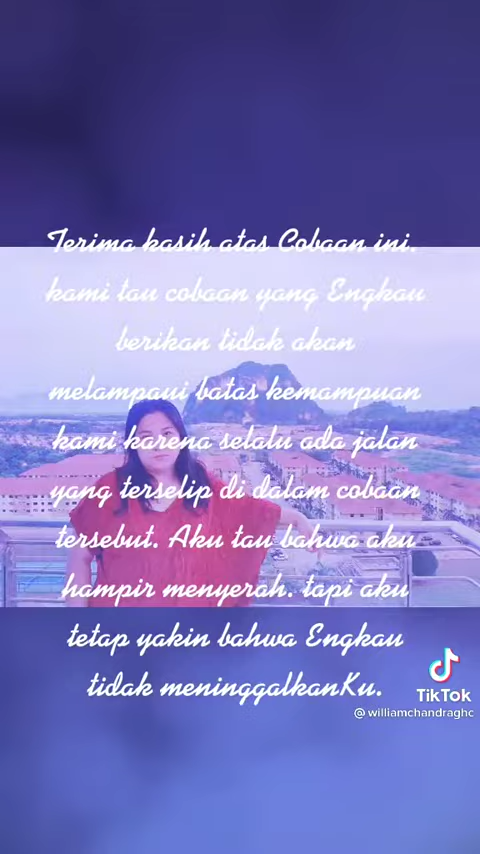 Terima kasih atas Cobaan ini.
kami tau cobaan yang Engkau
berikan tidak akan
melampaui batas kemampuan
kami karena selalu ada jalan
yang terselip di dalam cobaan
tersebut. Aku tau bahwa aku
hampir menyerah. tapi aku
tetap yakin bahwa Engkau
tidak meninggalkanKu.
TikTok
@williamchandraghc